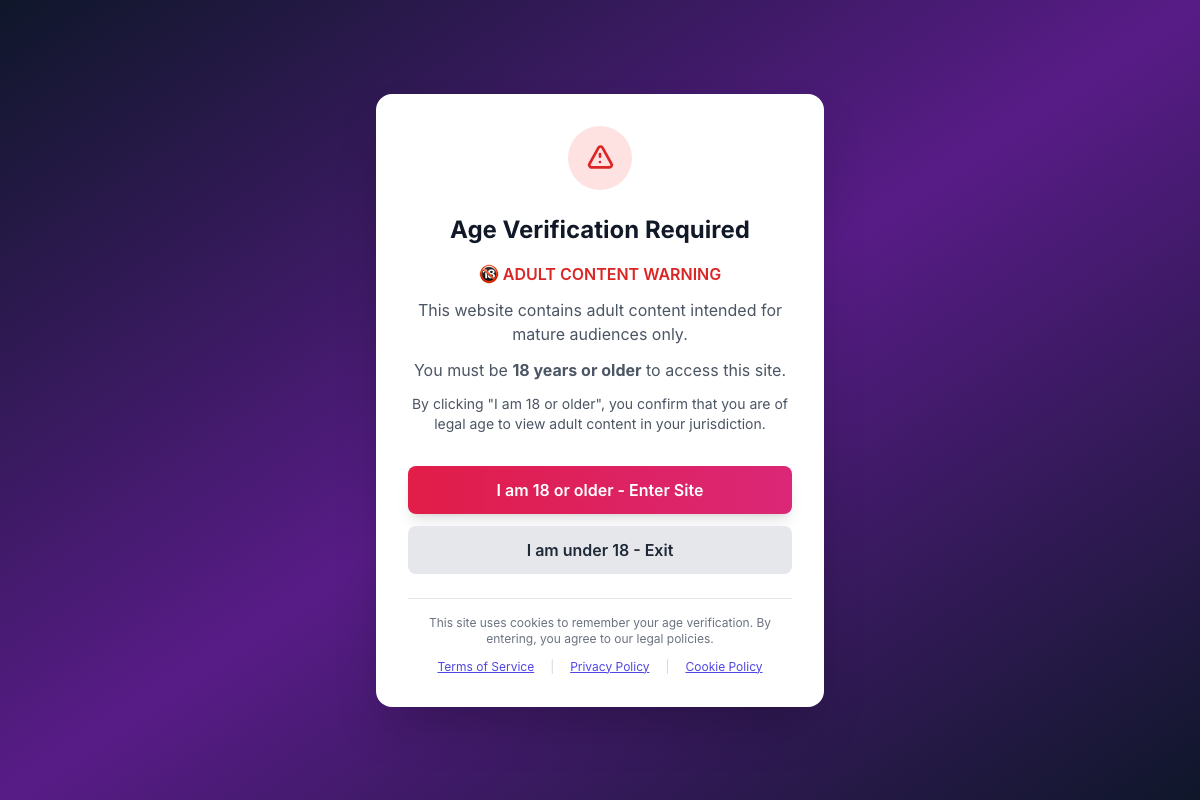 Age Verification Required
🔞 ADULT CONTENT WARNING
This website contains adult content intended for
mature audiences only.
You must be 18 years or older to access this site.
By clicking "I am 18 or older", you confirm that you are of
legal age to view adult content in your jurisdiction.
I am 18 or older - Enter Site
I am under 18 - Exit
This site uses cookies to remember your age verification. By
entering, you agree to our legal policies.
Terms of Service | Privacy Policy | Cookie Policy